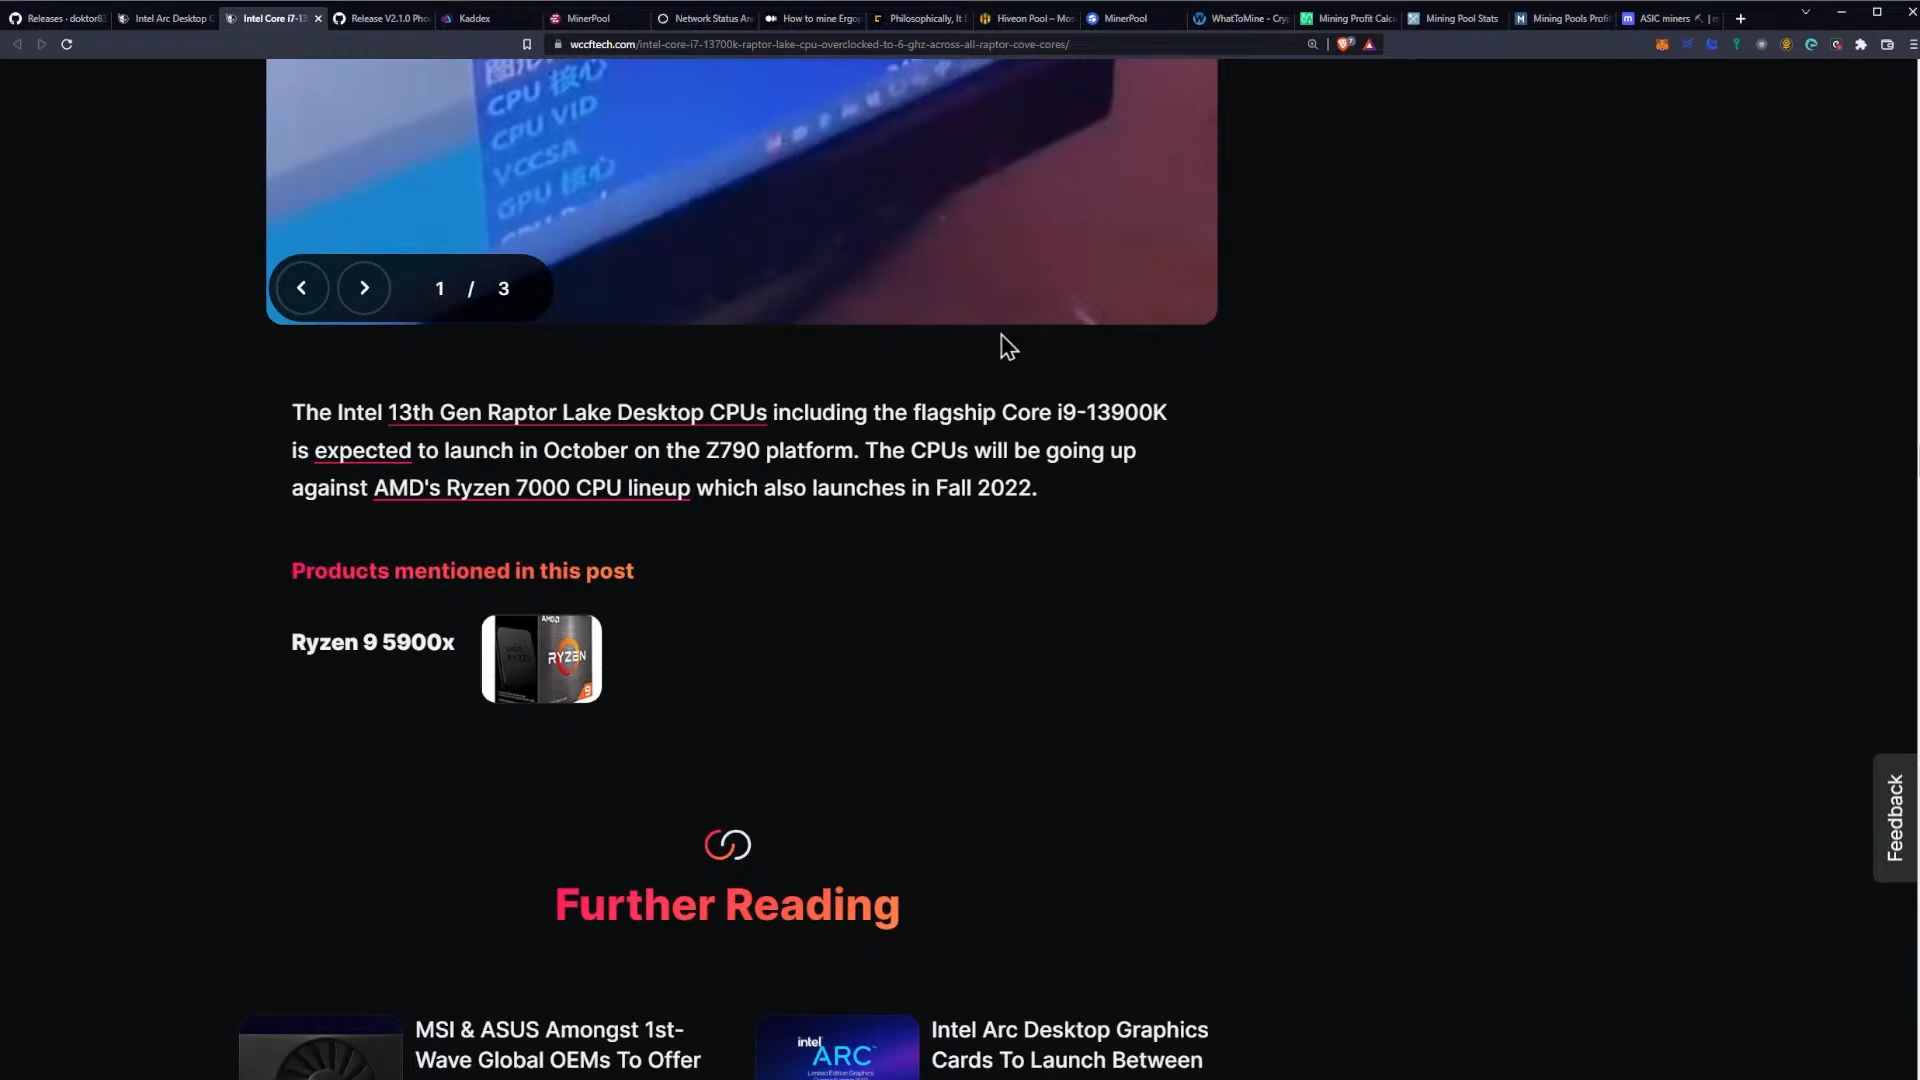 Releases - doktor83
Intel Arc Desktop G
Intel Core i7-13
Release V2.1.0 Pho
Kaddex
MinerPool
Network Status An
How to mine Ergo
Philosophically, It
Hiveon Pool – Mo
MinerPool
WhatToMine - Cry
Mining Profit Calc
Mining Pool Stats
Mining Pools Profi
ASIC miners
wccftech.com/intel-core-i7-13700k-raptor-lake-cpu-overclocked-to-6-ghz-across-all-raptor-cove-cores/
CPU 核心
CPU VID
VCCSA
GPU 核心
1 / 3
The Intel 13th Gen Raptor Lake Desktop CPUs including the flagship Core i9-13900K
is expected to launch in October on the Z790 platform. The CPUs will be going up
against AMD's Ryzen 7000 CPU lineup which also launches in Fall 2022.
Products mentioned in this post
Ryzen 9 5900x
AMD
RYZEN
9
Feedback
Further Reading
MSI & ASUS Amongst 1st-
Wave Global OEMs To Offer
intel
ARC
Limited Edition Graphics
Intel Arc Desktop Graphics
Cards To Launch Between